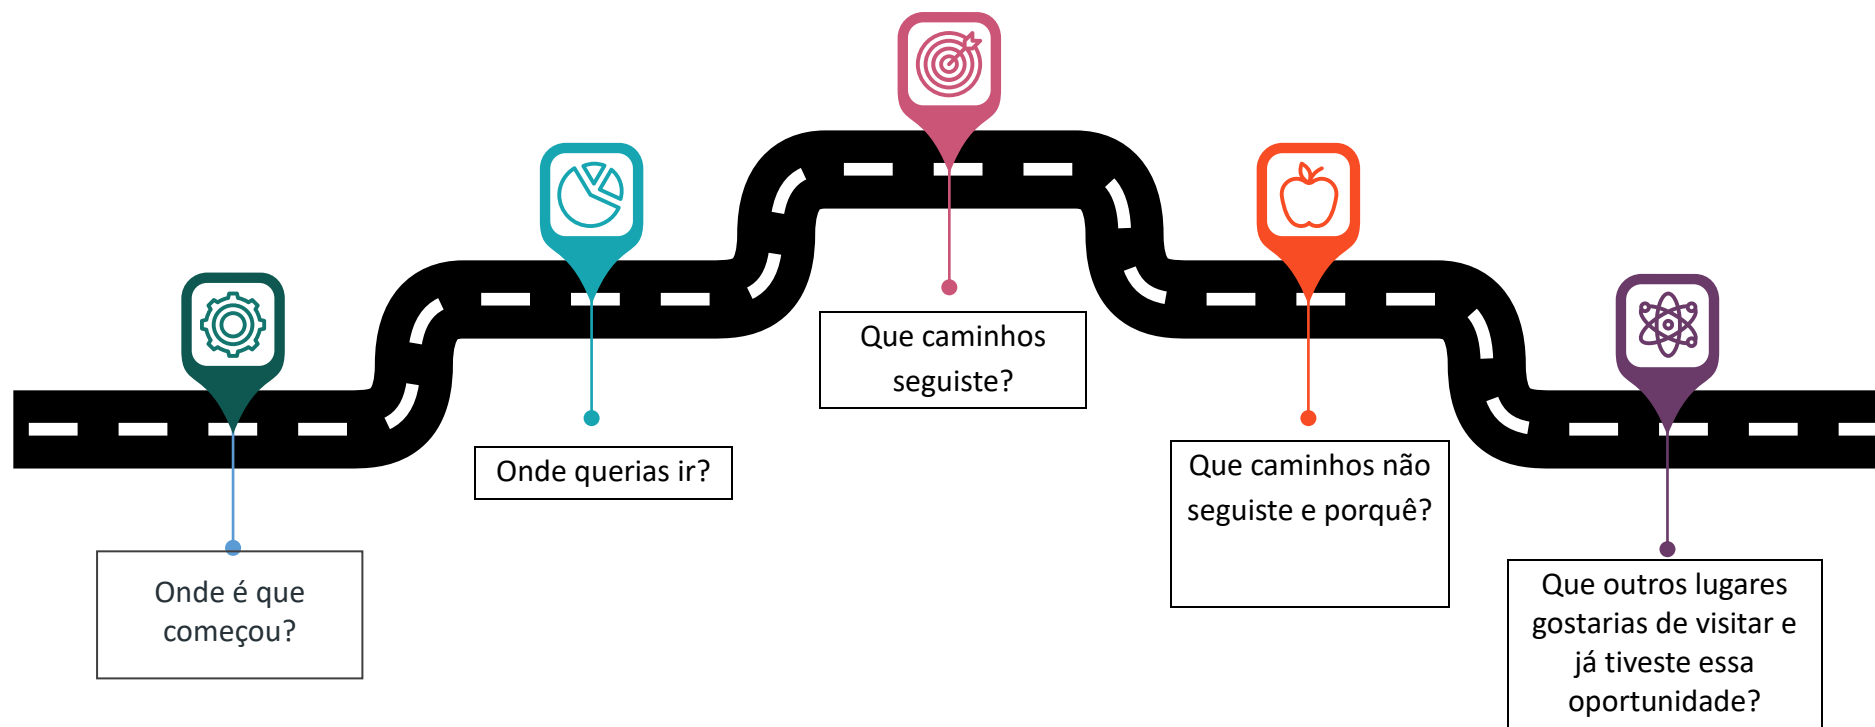 Onde é que
começou?
Onde querias ir?
Que caminhos
seguiste?
Que caminhos não
seguiste e porquê?
Que outros lugares
gostarias de visitar e
já tiveste essa
oportunidade?